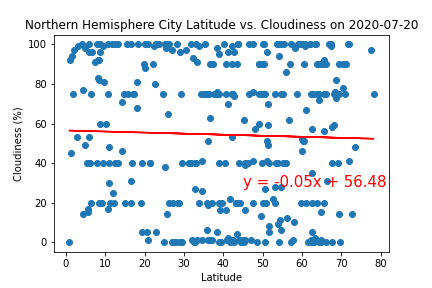 Northern Hemisphere City Latitude vs. Cloudiness on 2020-07-20
100
80
60
40
20
0
Cloudiness (%)
y = -0.05x + 56.48
0 10 20 30 40 50 60 70 80
Latitude